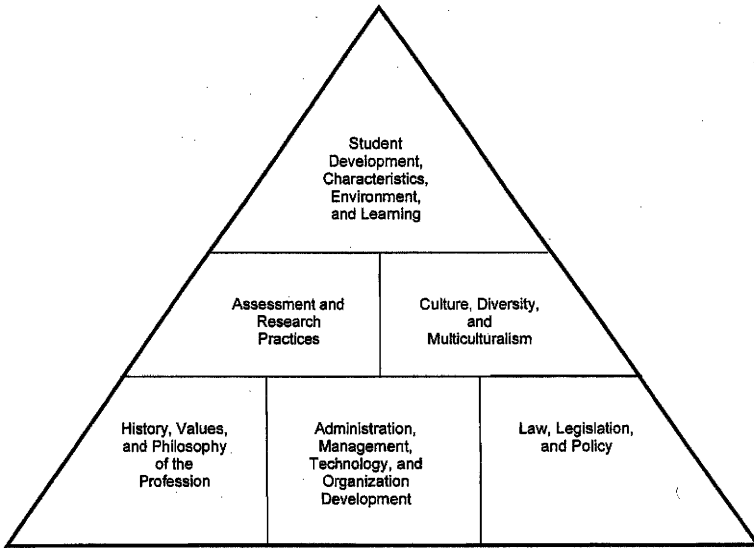 Student
Development,
Characteristics,
Environment,
and Learning
Assessment and
Research
Practices
Culture, Diversity,
and
Multiculturalism
History, Values,
and Philosophy
of the
Profession
Administration,
Management,
Technology, and
Organization
Development
Law, Legislation,
and Policy